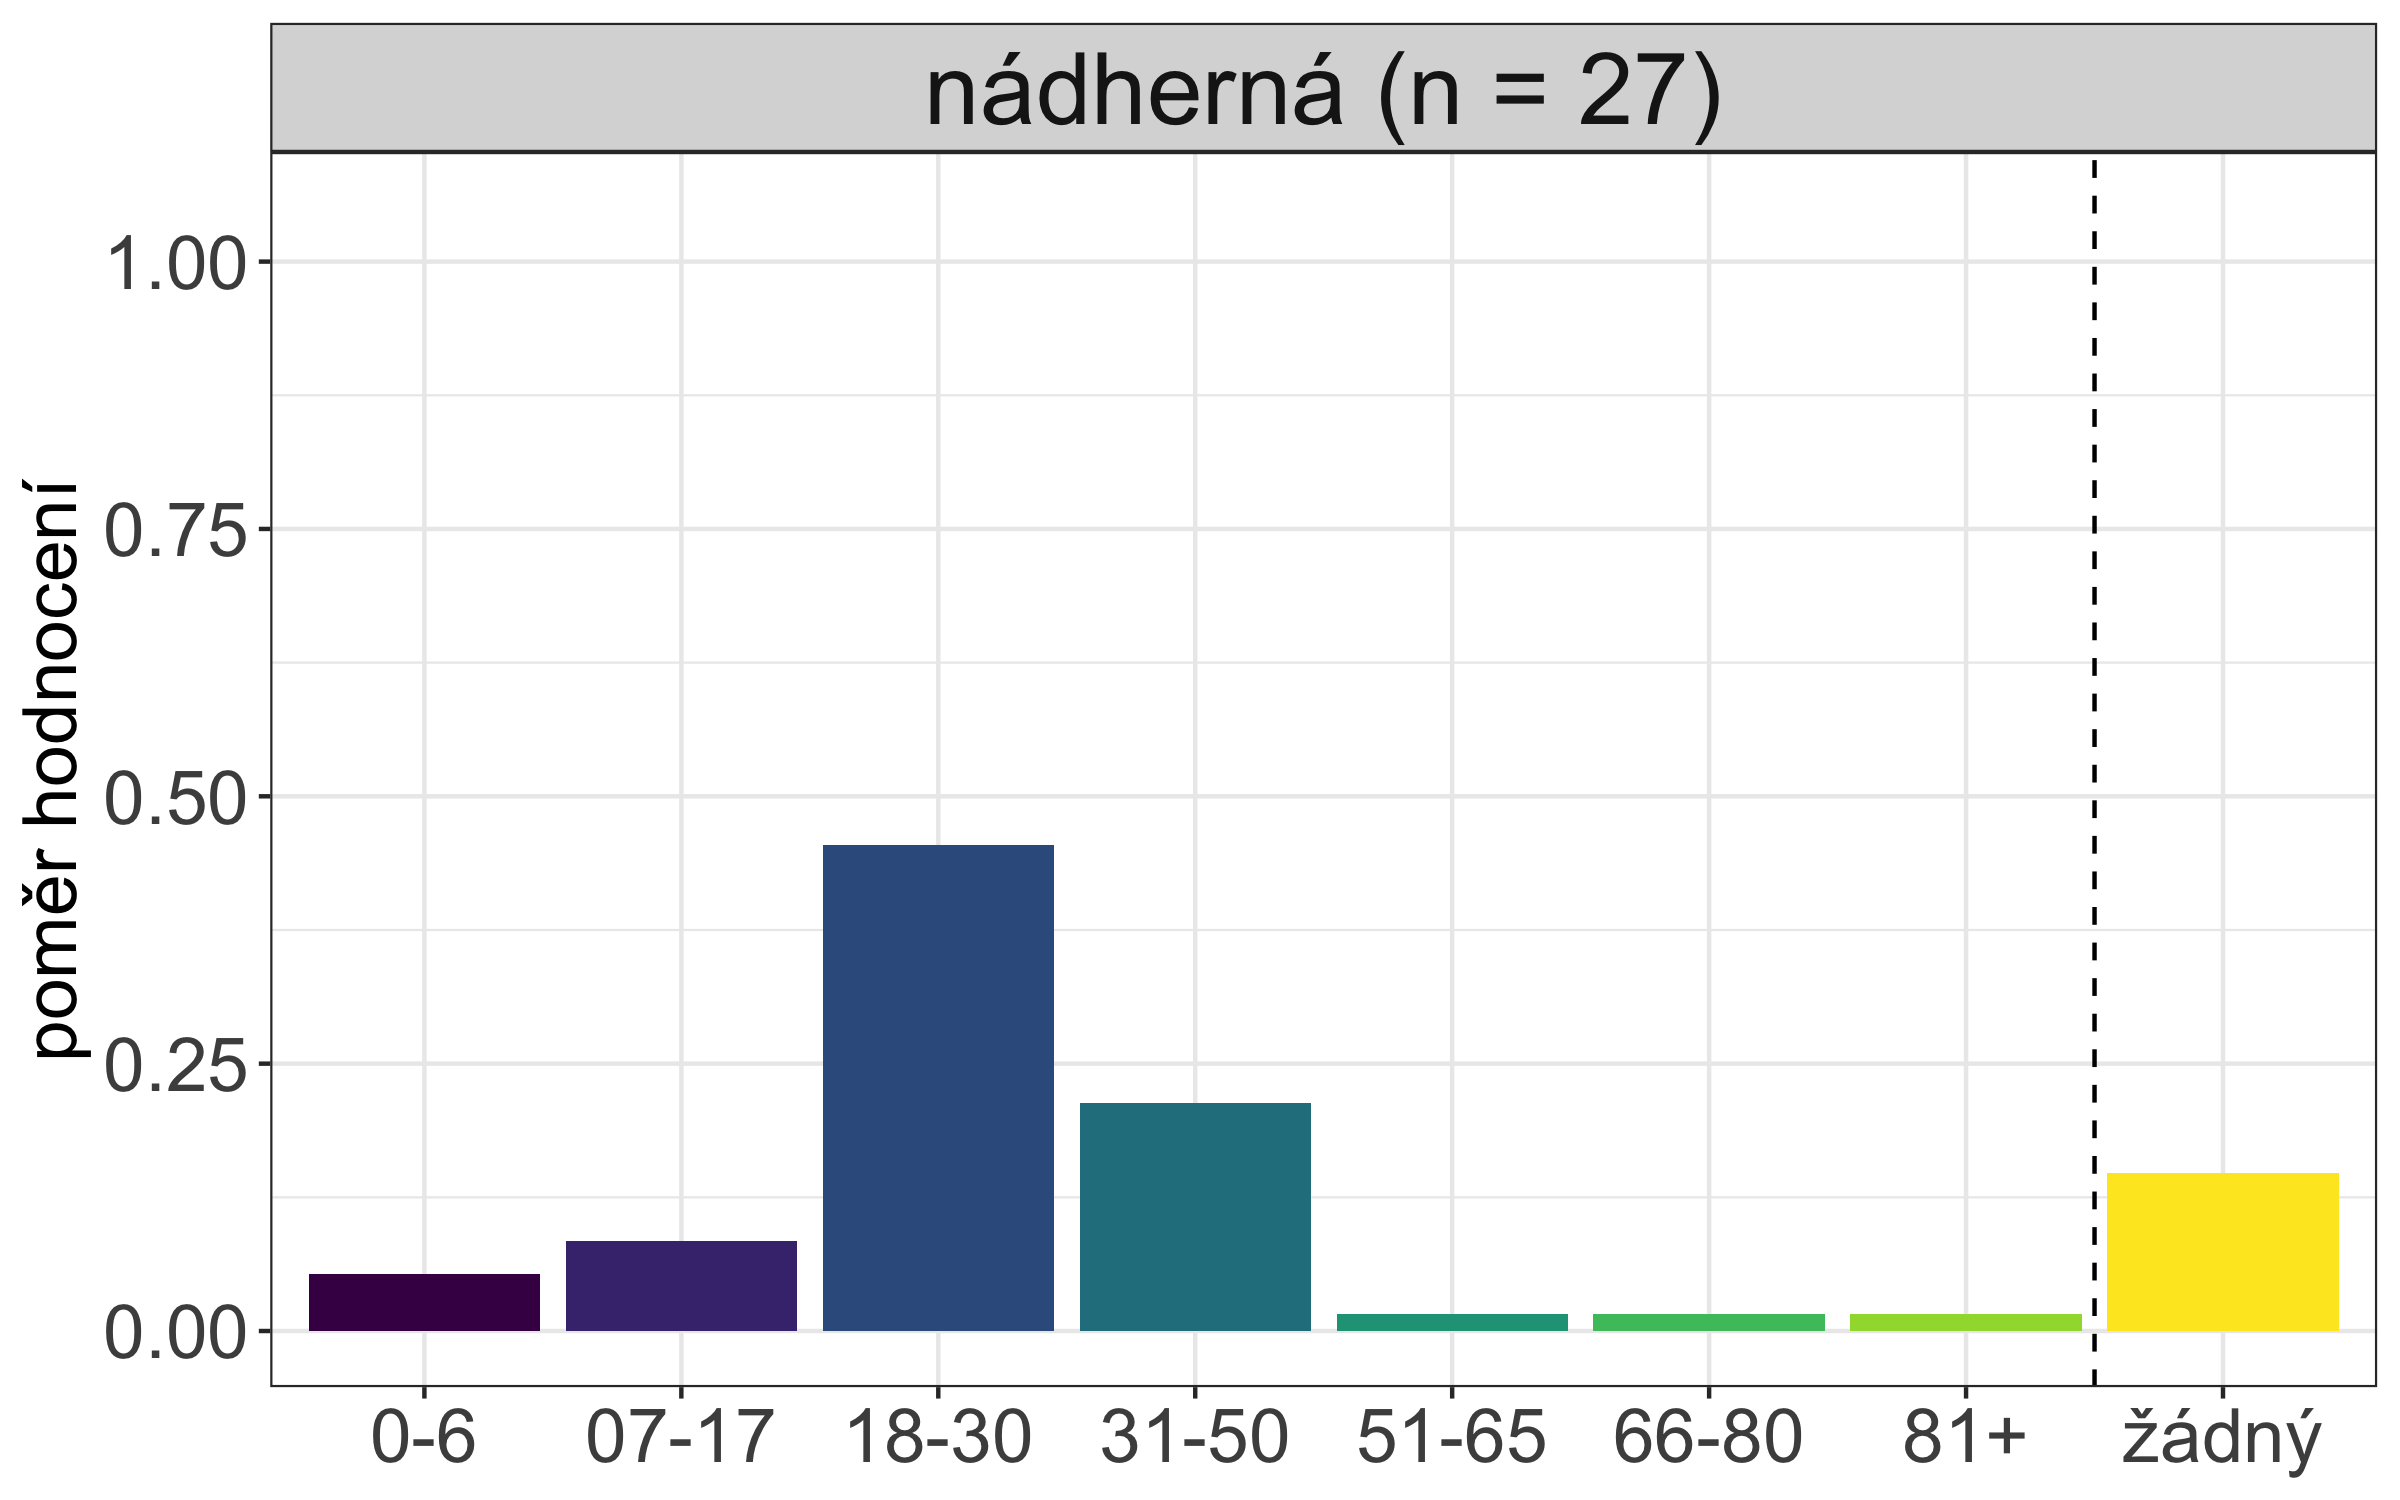 nádherná (n = 27)
poměr hodnocení
1.00
0.75
0.50
0.25
0.00
0-6 07-17 18-30 31-50 51-65 66-80 81+ žádný